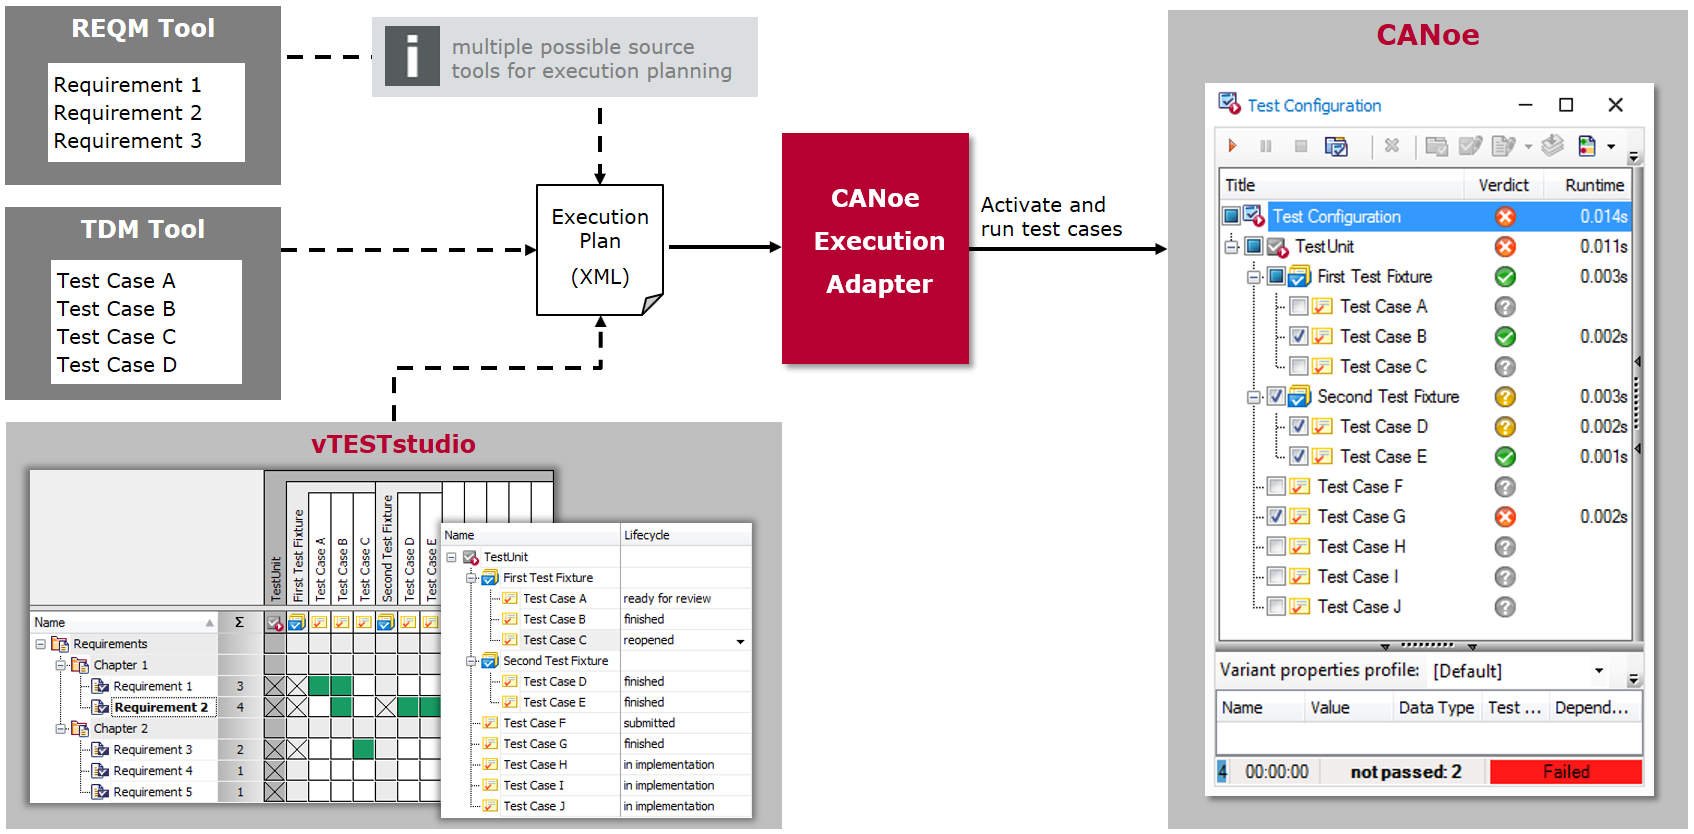 REQM Tool
Requirement 1
Requirement 2
Requirement 3
i
multiple possible source
tools for execution planning
TDM Tool
Test Case A
Test Case B
Test Case C
Test Case D
Execution
Plan
(XML)
CANoe
Execution
Adapter
Activate and
run test cases
vTESTstudio
TestUnit
First Test Fixture
Test Case A
Test Case B
Test Case C
Second Test Fixture
Test Case D
Test Case E
Name Σ
Requirements
Chapter 1
Requirement 1 3
Requirement 2 4
Chapter 2
Requirement 3 2
Requirement 4 1
Requirement 5 1
Name Lifecycle
TestUnit
First Test Fixture
Test Case A ready for review
Test Case B finished
Test Case C reopened
Second Test Fixture
Test Case D finished
Test Case E finished
Test Case F submitted
Test Case G finished
Test Case H in implementation
Test Case I in implementation
Test Case J in implementation
CANoe
Test Configuration
Title Verdict Runtime
Test Configuration 0.014s
TestUnit 0.011s
First Test Fixture 0.003s
Test Case A
Test Case B 0.002s
Test Case C
Second Test Fixture 0.003s
Test Case D 0.002s
Test Case E 0.001s
Test Case F
Test Case G 0.002s
Test Case H
Test Case I
Test Case J
Variant properties profile: [Default]
Name Value Data Type Test ... Depend...
4 00:00:00 not passed: 2 Failed